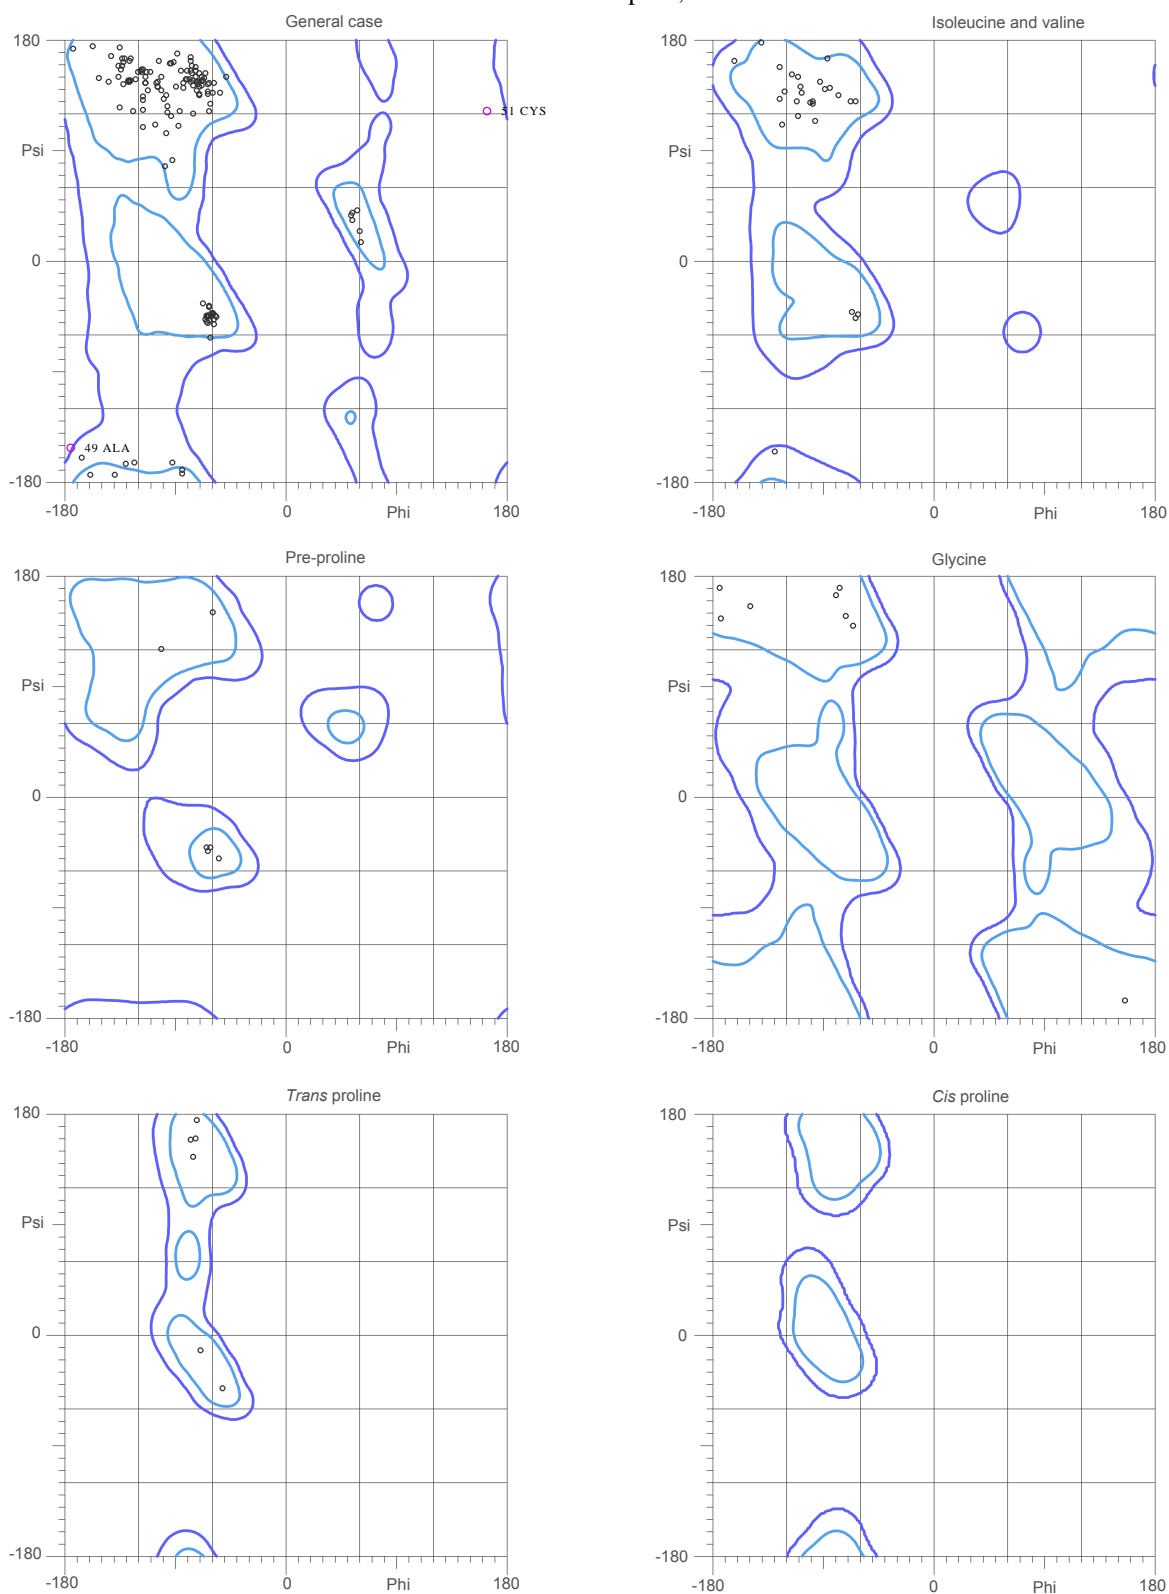 General case
Isoleucine and valine
180
180
51 CYS
Psi
Psi
0
0
49 ALA
-180
-180
-180
0
Phi
180
-180
0
Phi
180
Pre-proline
Glycine
180
180
Psi
Psi
0
0
-180
-180
-180
0
Phi
180
-180
0
Phi
180
Trans proline
Cis proline
180
180
Psi
Psi
0
0
-180
-180
-180
0
Phi
180
-180
0
Phi
180